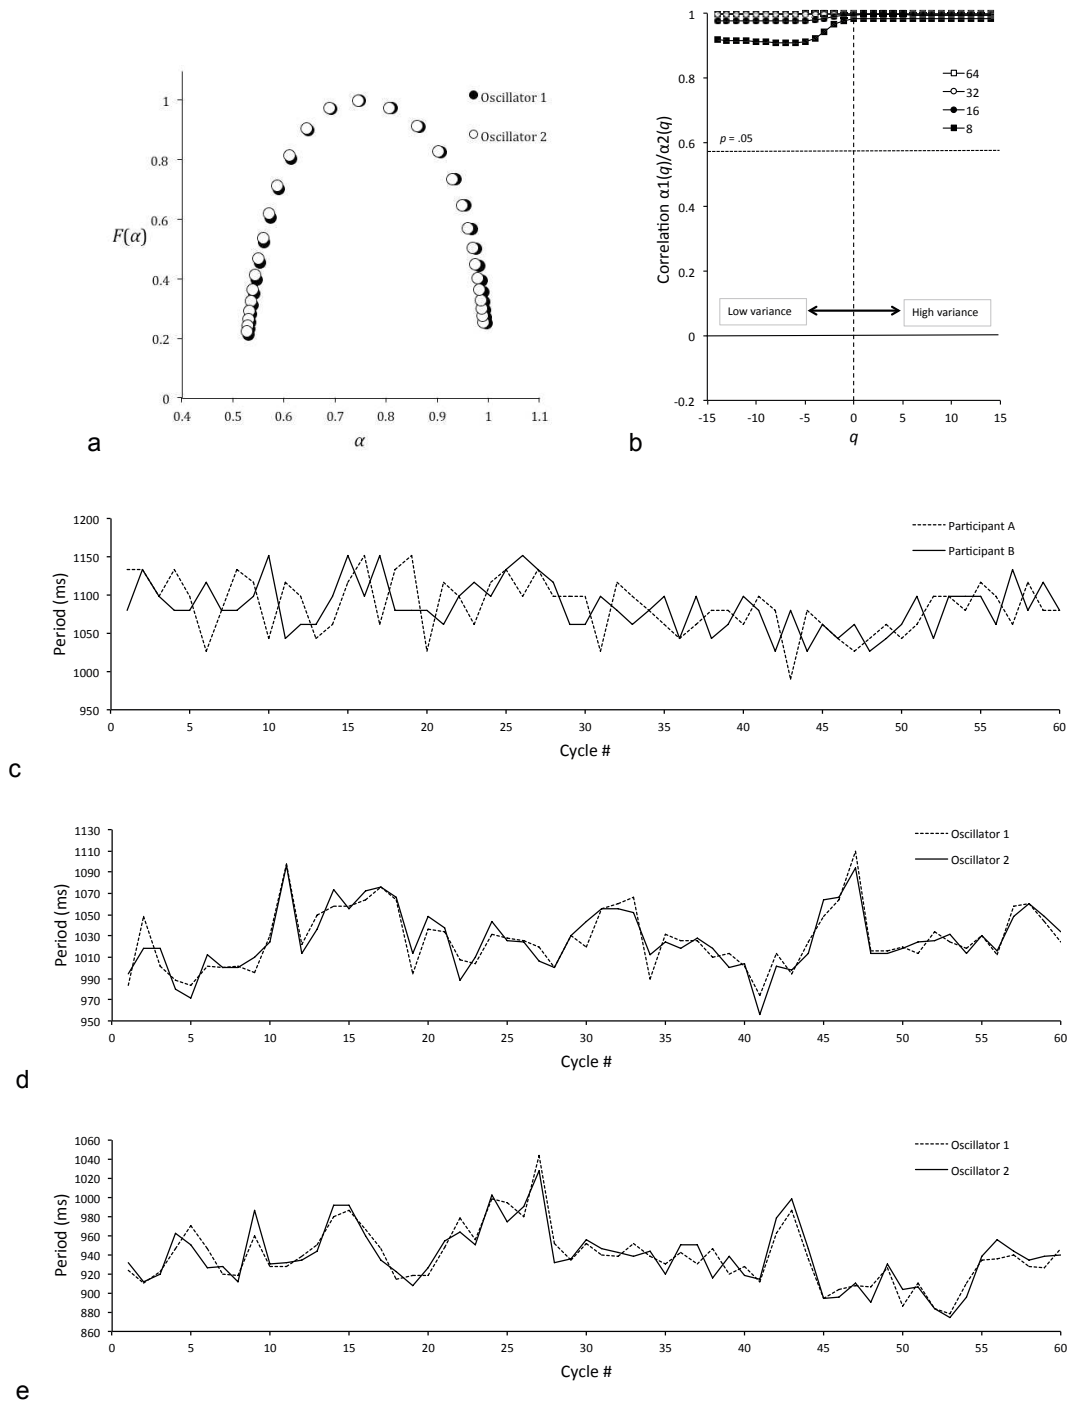 1
0.8
0.6
0.4
0.2
0
F(α)
0.4 0.5 0.6 0.7 0.8 0.9 1 1.1
α
Oscillator 1
Oscillator 2
a
1
0.8
0.6
0.4
0.2
0
-0.2
Correlation α1(q)/α2(q)
64
32
16
8
p = .05
Low variance
High variance
-15 -10 -5 0 5 10 15
q
b
1200
1150
1100
1050
1000
950
Period (ms)
Participant A
Participant B
0 5 10 15 20 25 30 35 40 45 50 55 60
Cycle #
c
1130
1110
1090
1070
1050
1030
1010
990
970
950
Period (ms)
Oscillator 1
Oscillator 2
0 5 10 15 20 25 30 35 40 45 50 55 60
Cycle #
d
1060
1040
1020
1000
980
960
940
920
900
880
860
Period (ms)
Oscillator 1
Oscillator 2
0 5 10 15 20 25 30 35 40 45 50 55 60
Cycle #
e